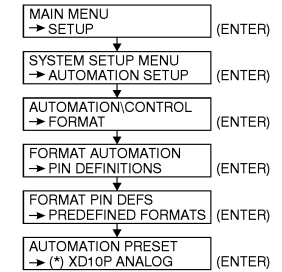 MAIN MENU
→ SETUP (ENTER)
SYSTEM SETUP MENU
→ AUTOMATION SETUP (ENTER)
AUTOMATION\CONTROL
→ FORMAT (ENTER)
FORMAT AUTOMATION
→ PIN DEFINITIONS (ENTER)
FORMAT PIN DEFS
→ PREDEFINED FORMATS (ENTER)
AUTOMATION PRESET
→ (*) XD10P ANALOG (ENTER)